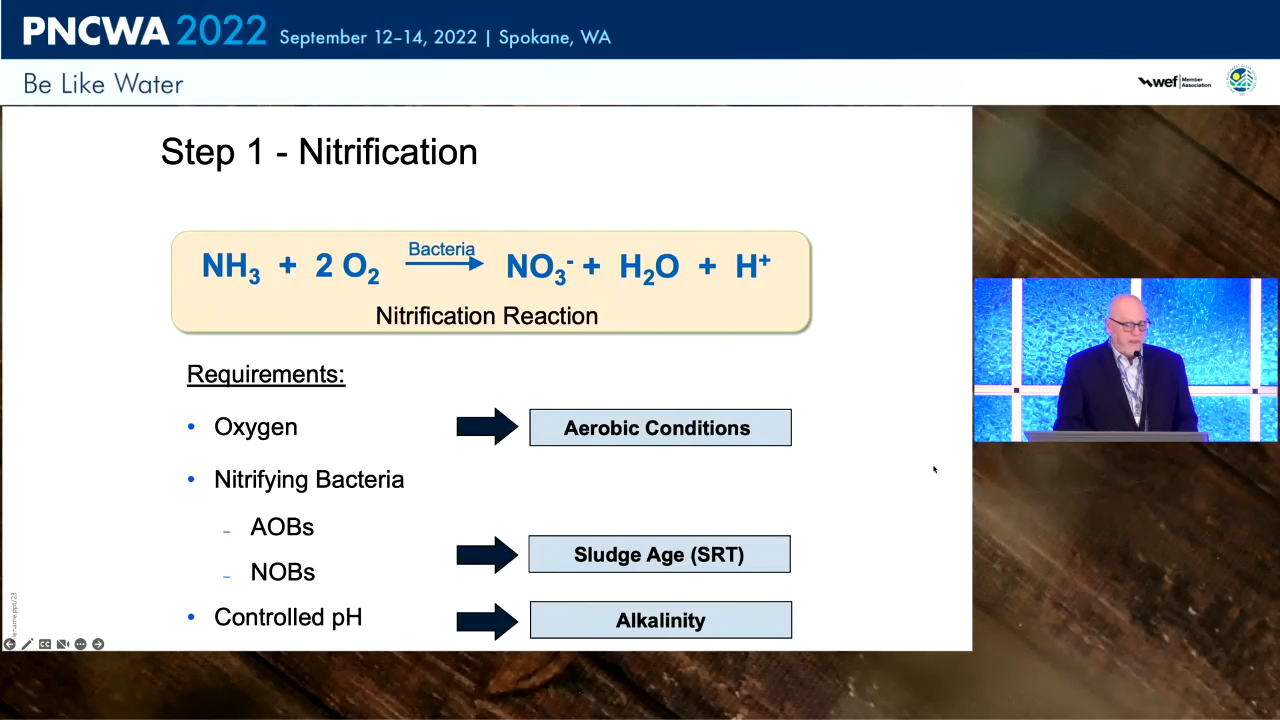 PNCWA 2022 September 12–14, 2022 | Spokane, WA
Be Like Water
wef Member Association
Step 1 - Nitrification
NH₃ + 2 O₂ Bacteria NO₃⁻ + H₂O + H⁺
Nitrification Reaction
Requirements:
• Oxygen Aerobic Conditions
• Nitrifying Bacteria
– AOBs
– NOBs Sludge Age (SRT)
• Controlled pH Alkalinity